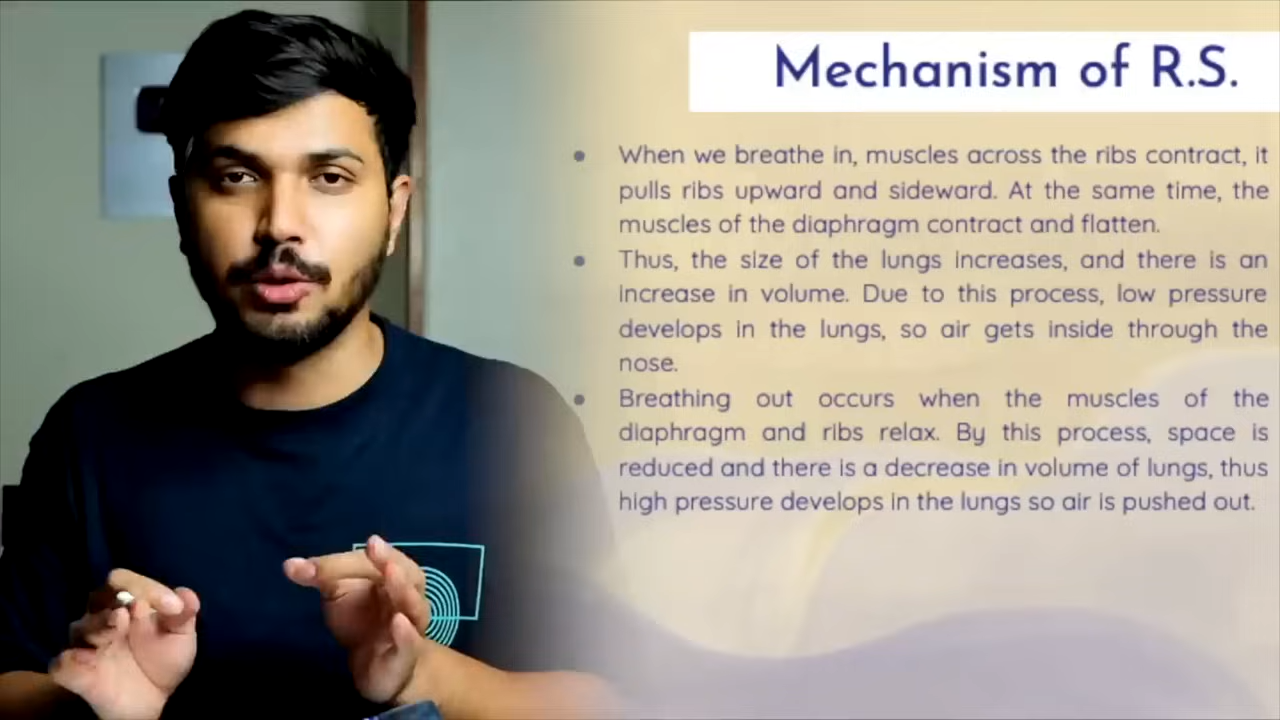 Mechanism of R.S.
• When we breathe in, muscles across the ribs contract, it
pulls ribs upward and sideward. At the same time, the
muscles of the diaphragm contract and flatten.
• Thus, the size of the lungs increases, and there is an
increase in volume. Due to this process, low pressure
develops in the lungs, so air gets inside through the
nose.
• Breathing out occurs when the muscles of the
diaphragm and ribs relax. By this process, space is
reduced and there is a decrease in volume of lungs, thus
high pressure develops in the lungs so air is pushed out.